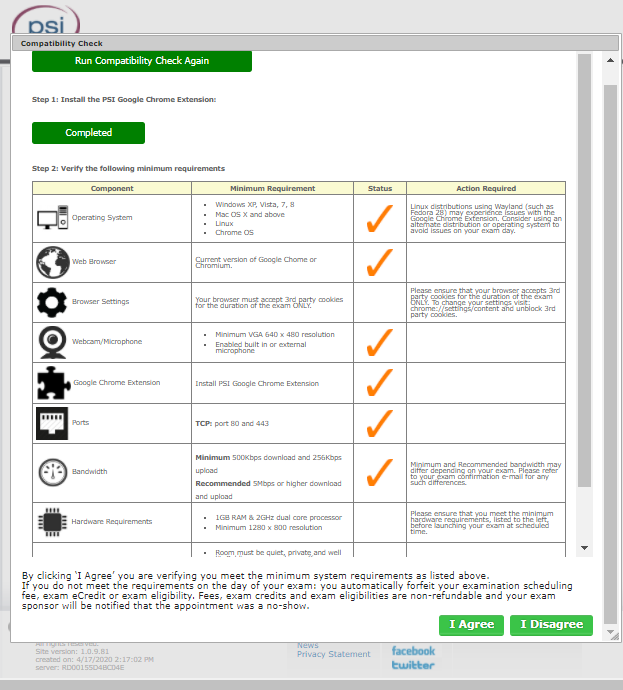 psi
Compatibility Check
Run Compatibility Check Again
Step 1: Install the PSI Google Chrome Extension:
Completed
Step 2: Verify the following minimum requirements
Component Minimum Requirement Status Action Required
Operating System
• Windows XP, Vista, 7, 8
• Mac OS X and above
• Linux
• Chrome OS
Linux distributions using Wayland (such as
Fedora 28) may experience issues with the
Google Chrome Extension. Consider using an
alternate distribution or operating system to
avoid issues on your exam day.
Web Browser
Current version of Google Chome or
Chromium.
Browser Settings
Your browser must accept 3rd party cookies
for the duration of the exam ONLY.
Please ensure that your browser accepts 3rd
party cookies for the duration of the exam
ONLY. To change your settings visit:
chrome://settings/content and unblock 3rd
party cookies.
Webcam/Microphone
• Minimum VGA 640 x 480 resolution
• Enabled built in or external
microphone
Google Chrome Extension
Install PSI Google Chrome Extension
Ports
TCP: port 80 and 443
Bandwidth
Minimum 500Kbps download and 256Kbps
upload
Recommended 5Mbps or higher download
and upload
Minimum and Recommended bandwidth may
differ depending on your exam. Please refer
to your exam confirmation e-mail for any
such differences.
Hardware Requirements
• 1GB RAM & 2GHz dual core processor
• Minimum 1280 x 800 resolution
Please ensure that you meet the minimum
hardware requirements, listed to the left,
before launching your exam at scheduled
time.
• Room must be quiet, private and well
By clicking ‘I Agree’ you are verifying you meet the minimum system requirements as listed above.
If you do not meet the requirements on the day of your exam: you automatically forfeit your examination scheduling
fee, exam eCredit or exam eligibility. Fees, exam credits and exam eligibilities are non-refundable and your exam
sponsor will be notified that the appointment was a no-show.
I Agree I Disagree
All rights reserved.
Site version: 1.0.9.81
created on: 4/17/2020 2:17:02 PM
server: RD00155D4BC04E
News
Privacy Statement
facebook
twitter